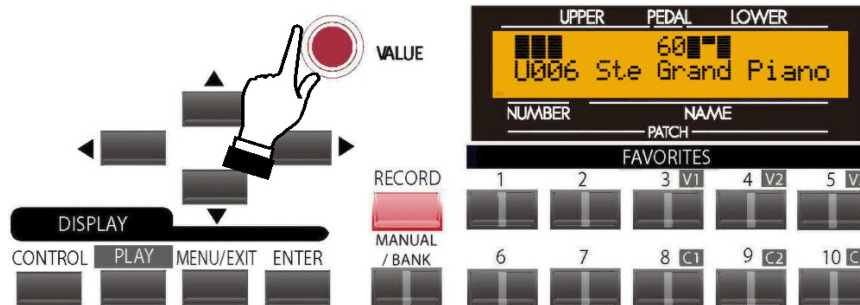 UPPER PEDAL LOWER
VALUE
60
U006 Ste Grand Piano
NUMBER NAME
PATCH
FAVORITES
RECORD
1 2 3 V1 4 V2 5
DISPLAY
MANUAL
/ BANK
CONTROL PLAY MENU/EXIT ENTER
6 7 8 C1 9 C2 10